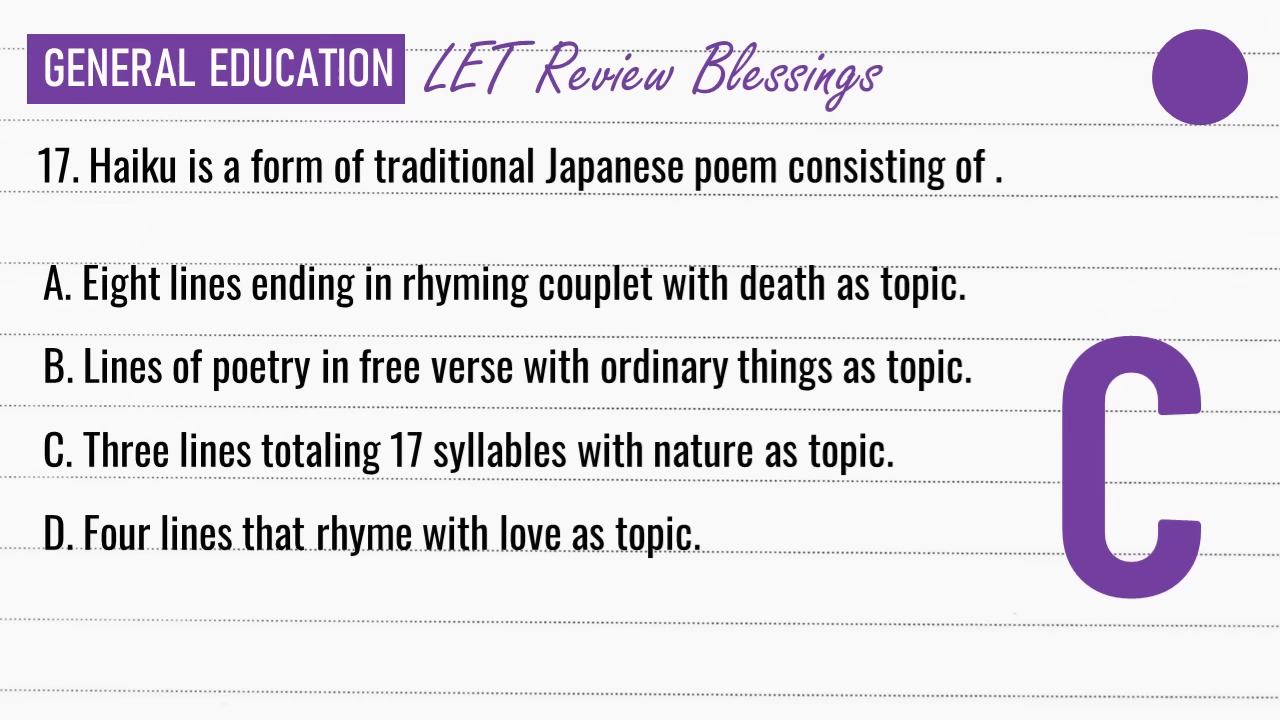 GENERAL EDUCATION LET Review Blessings
17. Haiku is a form of traditional Japanese poem consisting of .
A. Eight lines ending in rhyming couplet with death as topic.
B. Lines of poetry in free verse with ordinary things as topic.
C. Three lines totaling 17 syllables with nature as topic.
D. Four lines that rhyme with love as topic.
C